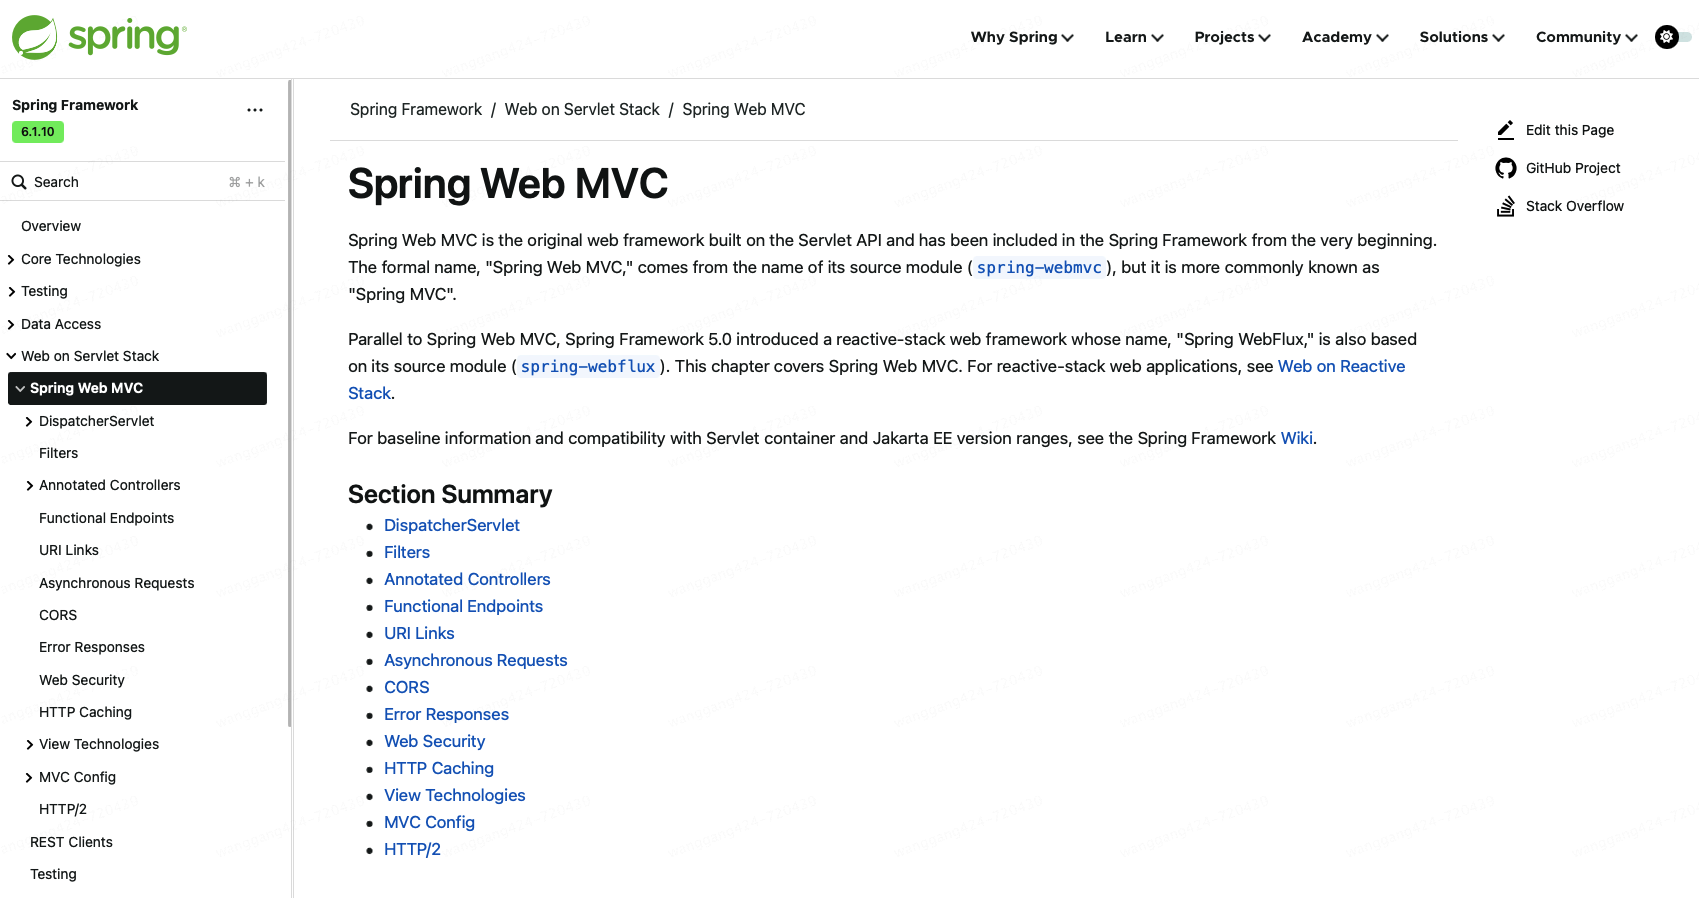 spring
Why Spring
Learn
Projects
Academy
Solutions
Community
Spring Framework
6.1.10
Search
⌘ + k
Overview
Core Technologies
Testing
Data Access
Web on Servlet Stack
Spring Web MVC
DispatcherServlet
Filters
Annotated Controllers
Functional Endpoints
URI Links
Asynchronous Requests
CORS
Error Responses
Web Security
HTTP Caching
View Technologies
MVC Config
HTTP/2
REST Clients
Testing
Spring Framework / Web on Servlet Stack / Spring Web MVC
Spring Web MVC
Spring Web MVC is the original web framework built on the Servlet API and has been included in the Spring Framework from the very beginning.
The formal name, "Spring Web MVC," comes from the name of its source module (spring-webmvc), but it is more commonly known as
"Spring MVC".
Parallel to Spring Web MVC, Spring Framework 5.0 introduced a reactive-stack web framework whose name, "Spring WebFlux," is also based
on its source module (spring-webflux). This chapter covers Spring Web MVC. For reactive-stack web applications, see Web on Reactive
Stack.
For baseline information and compatibility with Servlet container and Jakarta EE version ranges, see the Spring Framework Wiki.
Section Summary
DispatcherServlet
Filters
Annotated Controllers
Functional Endpoints
URI Links
Asynchronous Requests
CORS
Error Responses
Web Security
HTTP Caching
View Technologies
MVC Config
HTTP/2
Edit this Page
GitHub Project
Stack Overflow